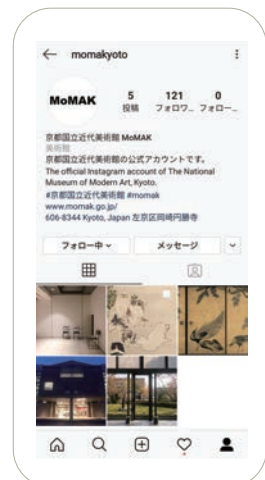 momakyoto
MoMAK
5 121 0
投稿 フォロワ... フォロー...
京都国立近代美術館 MoMAK
美術館
京都国立近代美術館の公式アカウントです。
The official Instagram account of The National
Museum of Modern Art, Kyoto.
#京都国立近代美術館 #momak
www.momak.go.jp/
606-8344 Kyoto, Japan 左京区岡崎円勝寺
フォロー中 メッセージ